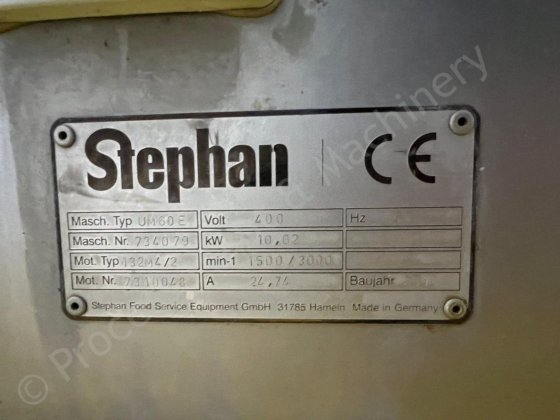 Stephan CE
Masch. Typ UM60E Volt 400 Hz
Masch. Nr. 734079 kW 10,02
Mot. Typ 132M4/2 min-1 1500/3000
Mot. Nr. A 24,74 Baujahr
Stephan Food Service Equipment GmbH 31785 Hameln Made in Germany